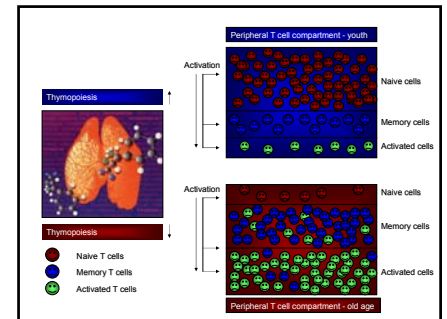 Peripheral T cell compartment - youth
Activation
Naive cells
Thymopoiesis
Memory cells
Activated cells
Activation
Naive cells
Memory cells
Thymopoiesis
Naive T cells
Memory T cells
Activated T cells
Activated cells
Peripheral T cell compartment - old age